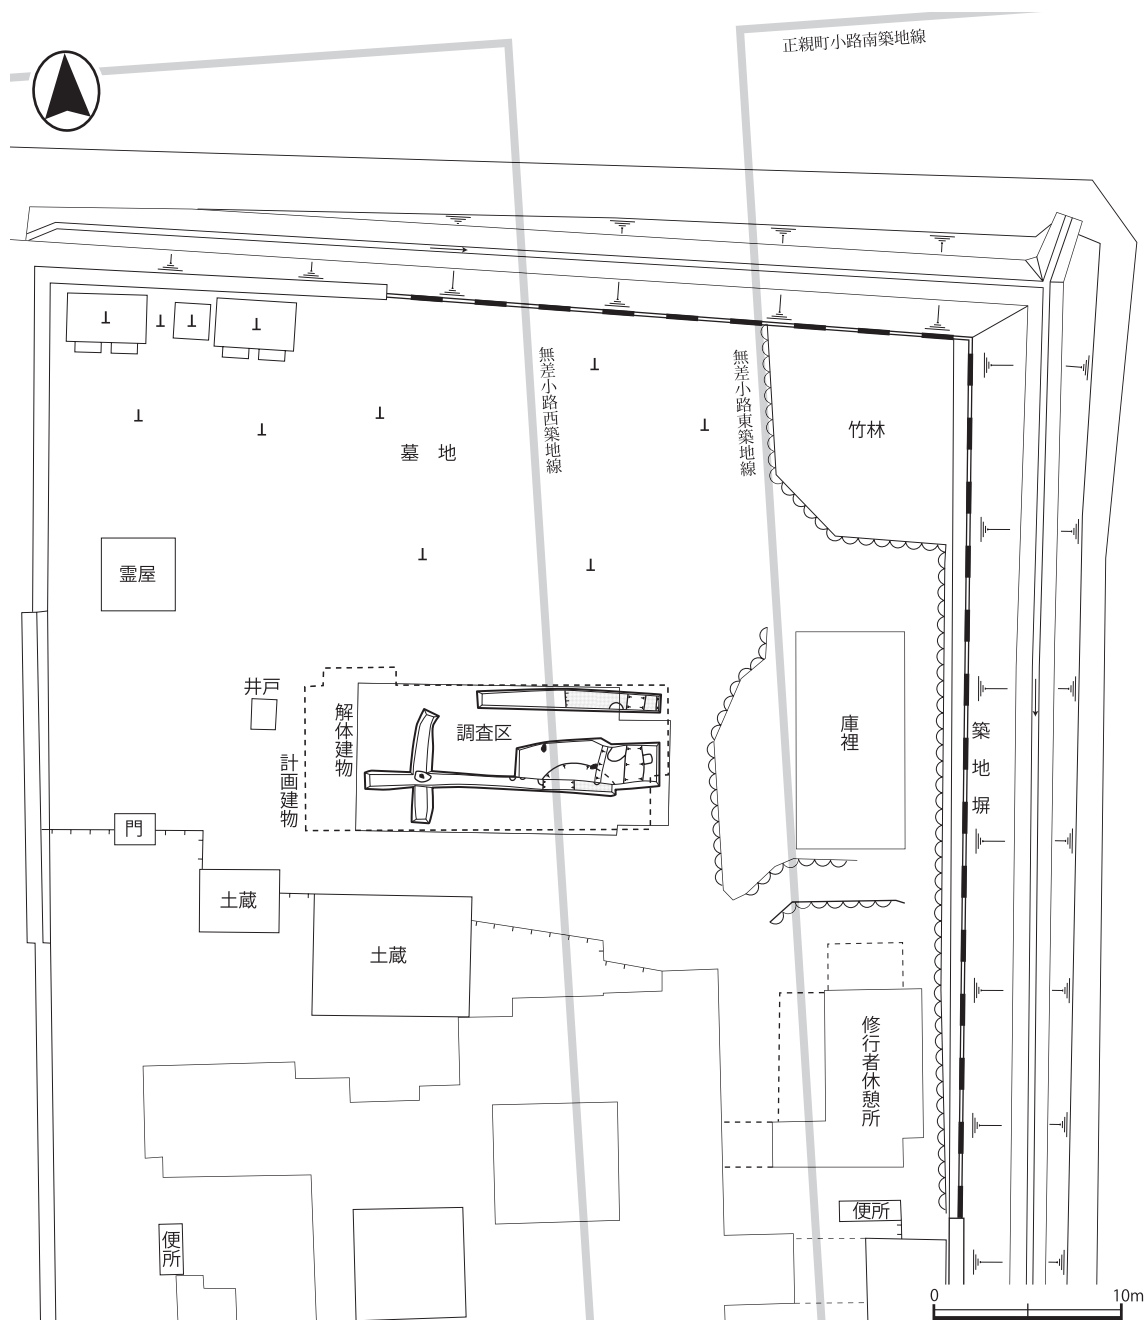 正親町小路南築地線
無差小路西築地線
無差小路東築地線
竹林
墓　地
霊屋
井戸
解体建物
計画建物
調査区
庫裡
築地塀
門
土蔵
土蔵
修行者休憩所
便所
便所
0
10m